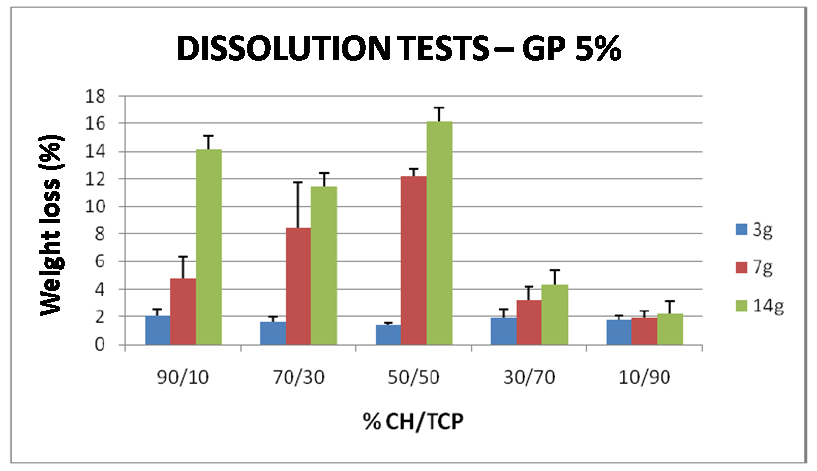 DISSOLUTION TESTS – GP 5%
Weight loss (%)
18
16
14
12
10
8
6
4
2
0
90/10 70/30 50/50 30/70 10/90
% CH/TCP
3g
7g
14g